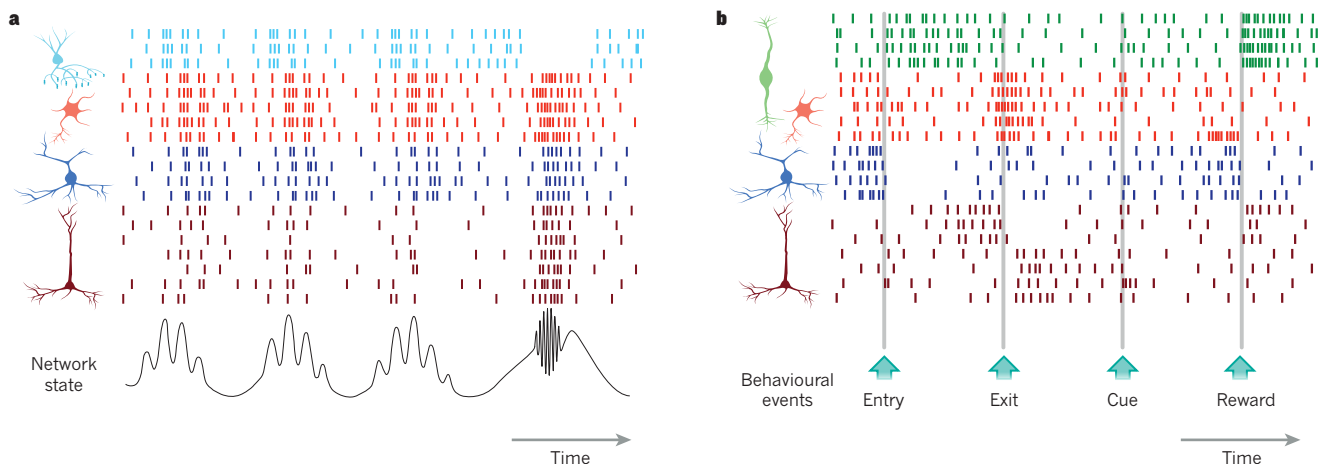 a
Network
state
Time
b
Behavioural
events
Entry
Exit
Cue
Reward
Time